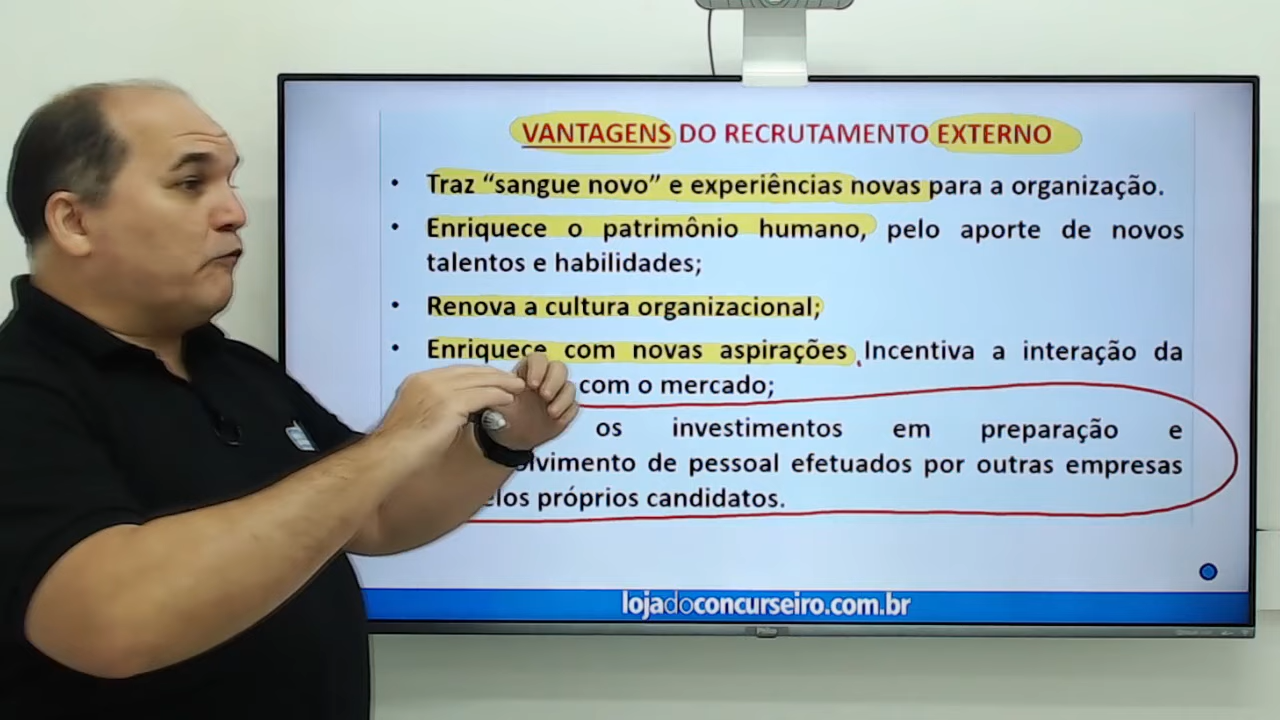 VANTAGENS DO RECRUTAMENTO EXTERNO
• Traz “sangue novo” e experiências novas para a organização.
• Enriquece o patrimônio humano, pelo aporte de novos
talentos e habilidades;
• Renova a cultura organizacional;
• Enriquece com novas aspirações Incentiva a interação da
com o mercado;
os investimentos em preparação e
de pessoal efetuados por outras empresas
próprios candidatos.
lojadoconcurseiro.com.br